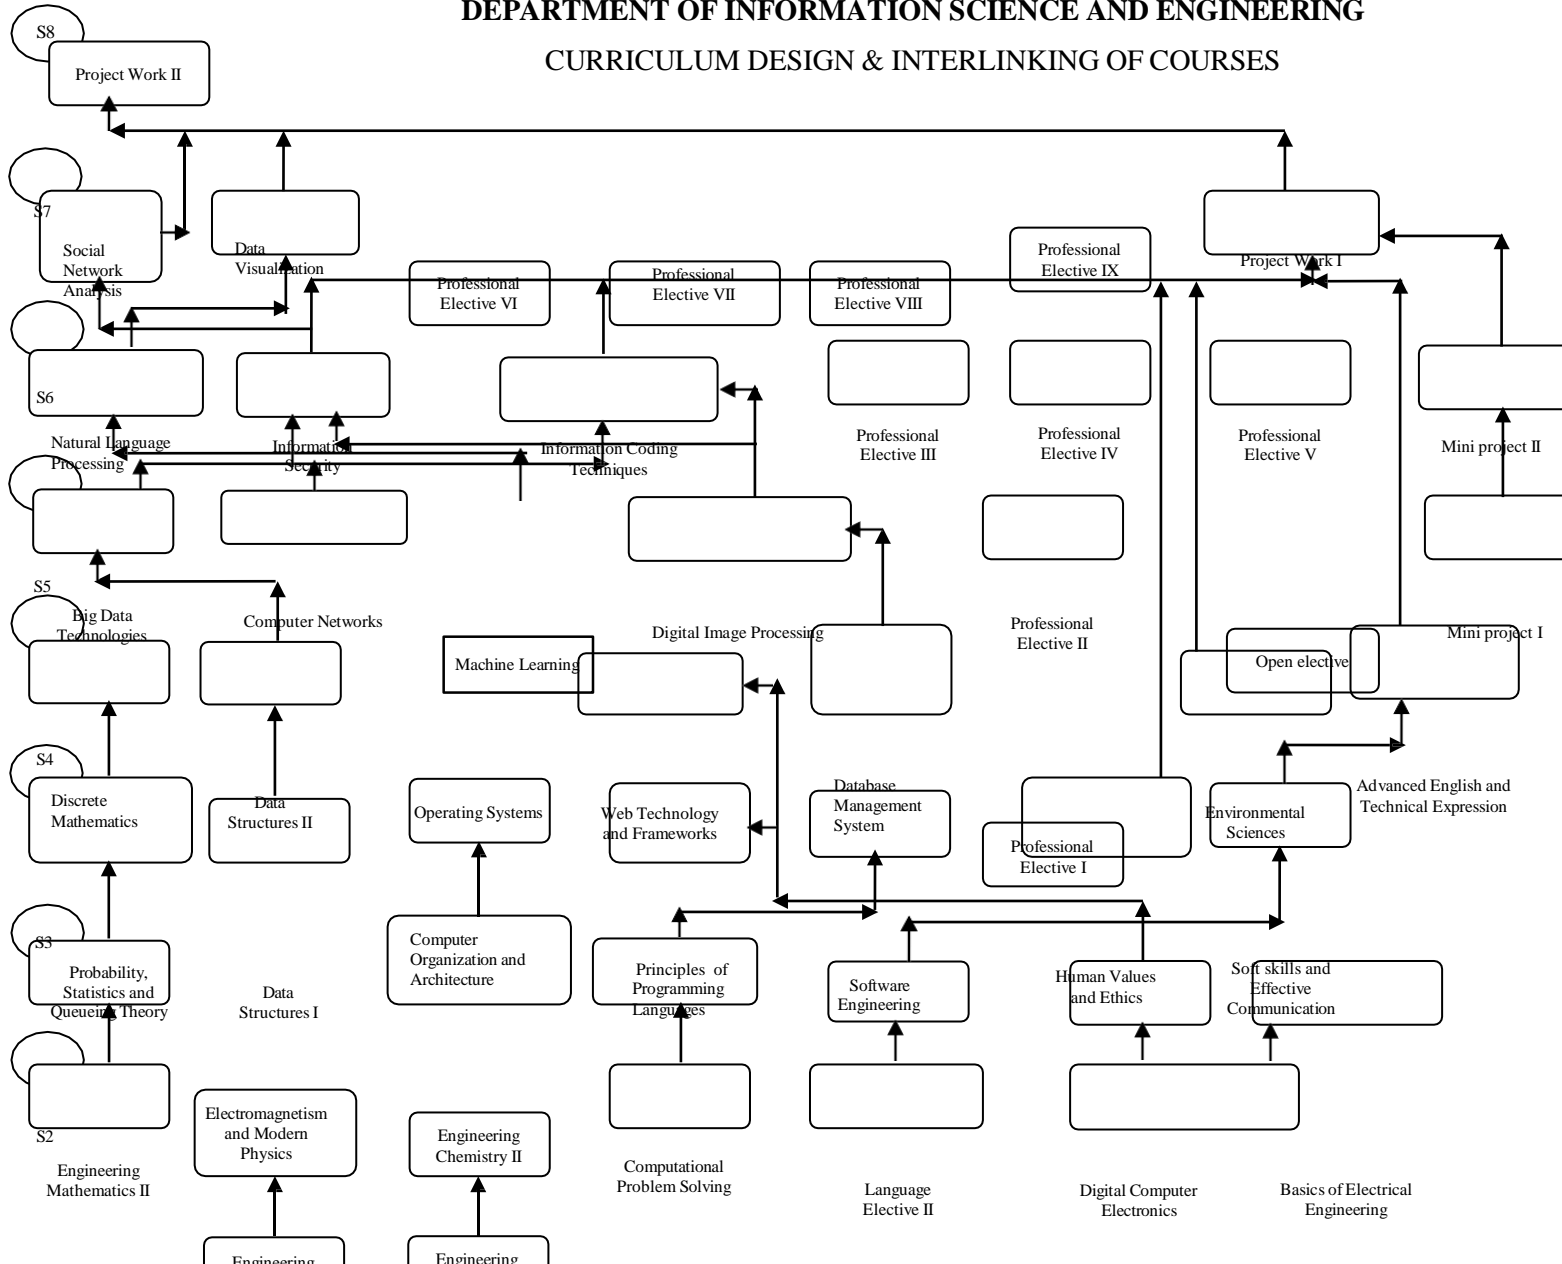 DEPARTMENT OF INFORMATION SCIENCE AND ENGINEERING
CURRICULUM DESIGN & INTERLINKING OF COURSES
S8
Project Work II
S7
Social
Network
Analysis
Data
Visualization
Professional
Elective VI
Professional
Elective VII
Professional
Elective VIII
Professional
Elective IX
Project Work I
S6
Natural Language
Processing
Information
Security
Information Coding
Techniques
Professional
Elective III
Professional
Elective IV
Professional
Elective V
Mini project II
S5
Big Data
Technologies
Computer Networks
Machine Learning
Digital Image Processing
Professional
Elective II
Open elective
Mini project I
S4
Discrete
Mathematics
Data
Structures II
Operating Systems
Web Technology
and Frameworks
Database
Management
System
Professional
Elective I
Environmental
Sciences
Advanced English and
Technical Expression
S3
Probability,
Statistics and
Queueing Theory
Data
Structures I
Computer
Organization and
Architecture
Principles of
Programming
Languages
Software
Engineering
Human Values
and Ethics
Soft skills and
Effective
Communication
S2
Engineering
Mathematics II
Electromagnetism
and Modern
Physics
Engineering
Chemistry II
Computational
Problem Solving
Language
Elective II
Digital Computer
Electronics
Basics of Electrical
Engineering
Engineering
Engineering